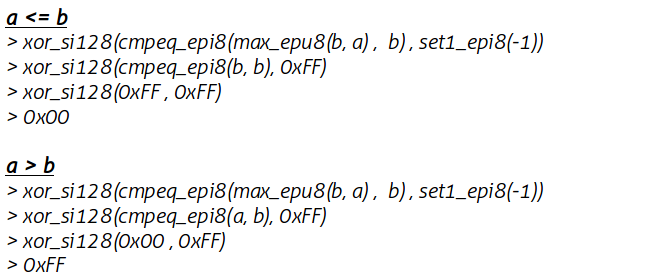 a <= b
> xor_si128(cmpeq_epi8(max_epu8(b, a) ,  b) , set1_epi8(-1))
> xor_si128(cmpeq_epi8(b, b), 0xFF)
> xor_si128(0xFF , 0xFF)
> 0x00
a > b
> xor_si128(cmpeq_epi8(max_epu8(b, a) ,  b) , set1_epi8(-1))
> xor_si128(cmpeq_epi8(a, b), 0xFF)
> xor_si128(0x00 , 0xFF)
> 0xFF